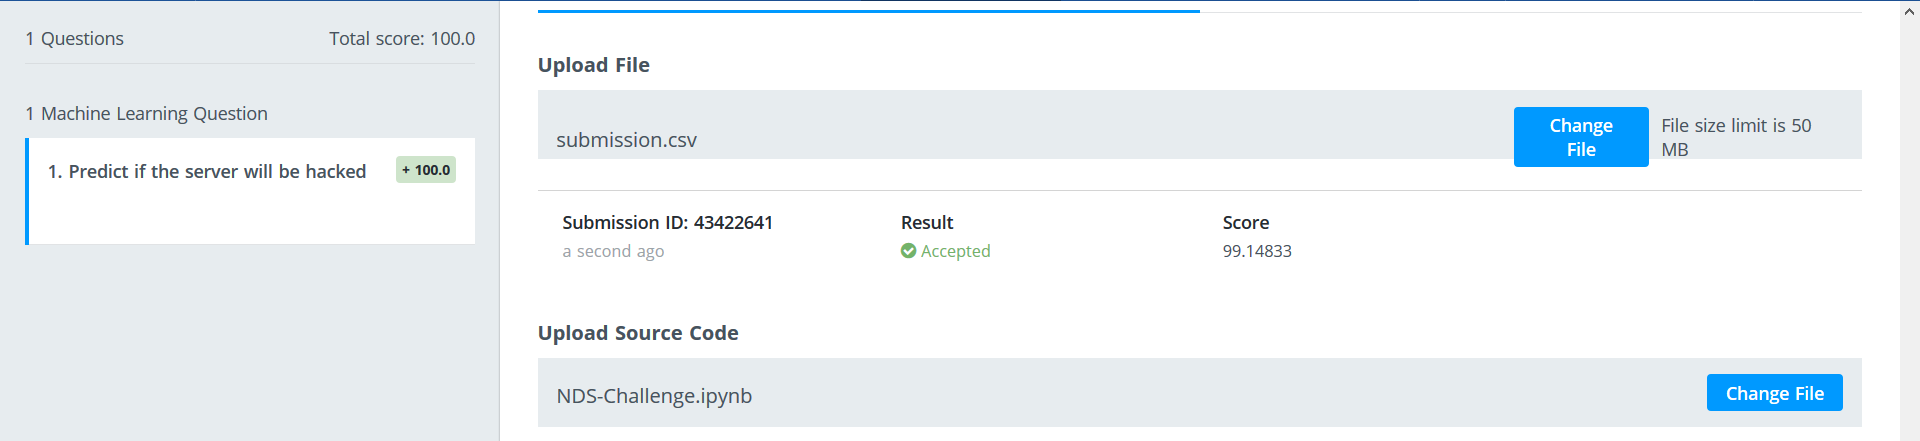 1 Questions
Total score: 100.0
1 Machine Learning Question
1. Predict if the server will be hacked
+ 100.0
Upload File
submission.csv
Change
File
File size limit is 50
MB
Submission ID: 43422641
Result
Score
a second ago
Accepted
99.14833
Upload Source Code
NDS-Challenge.ipynb
Change File